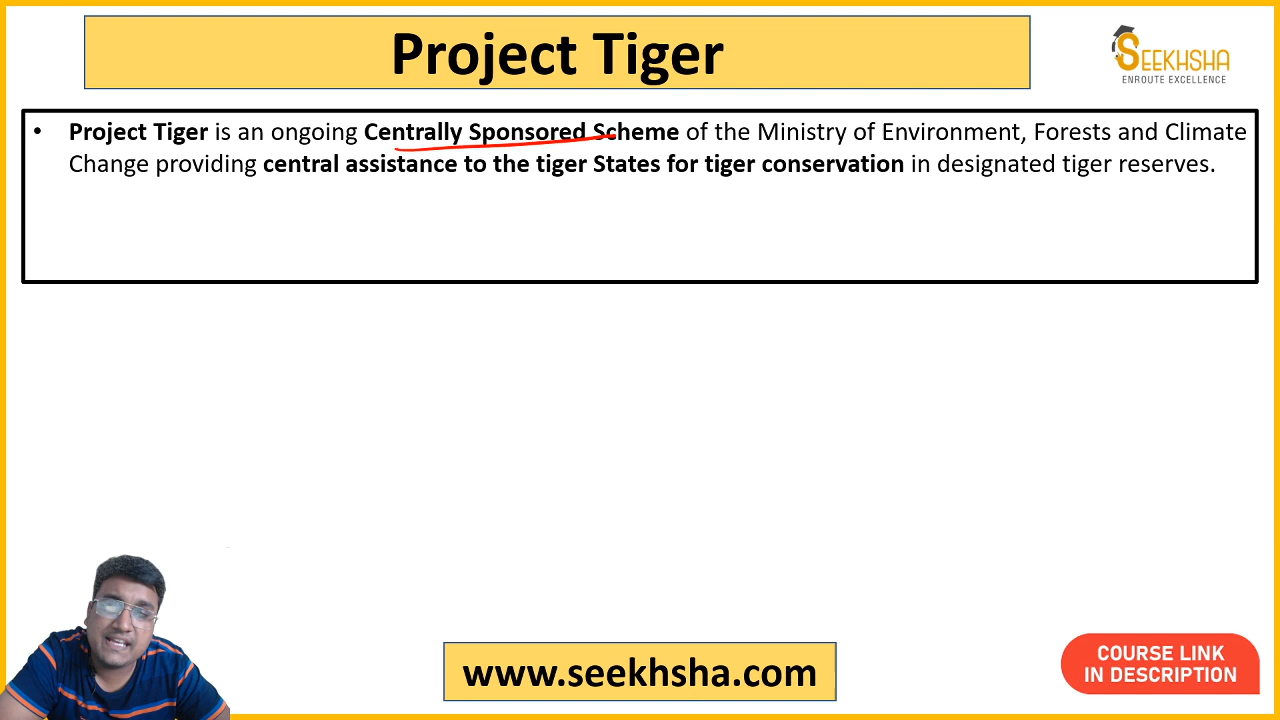 Project Tiger
SEEKHSHA
ENROUTE EXCELLENCE
• Project Tiger is an ongoing Centrally Sponsored Scheme of the Ministry of Environment, Forests and Climate
Change providing central assistance to the tiger States for tiger conservation in designated tiger reserves.
www.seekhsha.com
COURSE LINK
IN DESCRIPTION